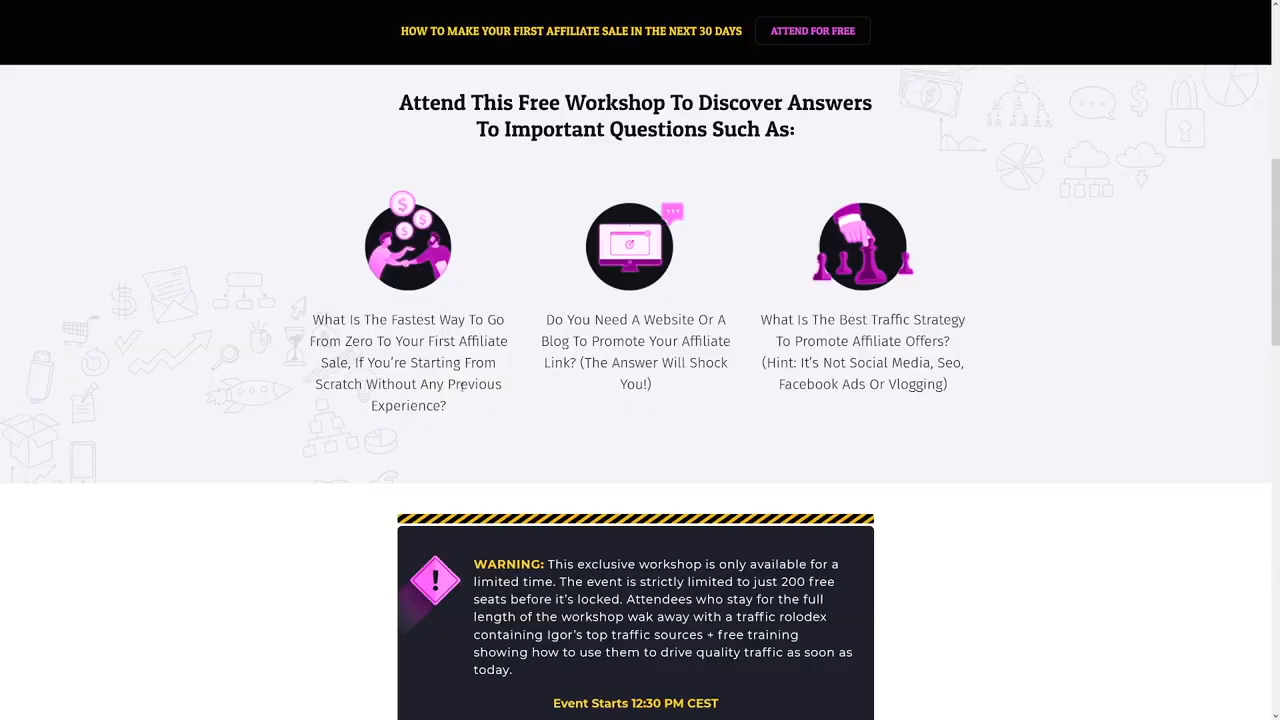 HOW TO MAKE YOUR FIRST AFFILIATE SALE IN THE NEXT 30 DAYS
ATTEND FOR FREE
Attend This Free Workshop To Discover Answers
To Important Questions Such As:
What Is The Fastest Way To Go
From Zero To Your First Affiliate
Sale, If You're Starting From
Scratch Without Any Previous
Experience?
Do You Need A Website Or A
Blog To Promote Your Affiliate
Link? (The Answer Will Shock
You!)
What Is The Best Traffic Strategy
To Promote Affiliate Offers?
(Hint: It's Not Social Media, Seo,
Facebook Ads Or Vlogging)
WARNING: This exclusive workshop is only available for a
limited time. The event is strictly limited to just 200 free
seats before it's locked. Attendees who stay for the full
length of the workshop wak away with a traffic rolodex
containing Igor's top traffic sources + free training
showing how to use them to drive quality traffic as soon as
today.
Event Starts 12:30 PM CEST